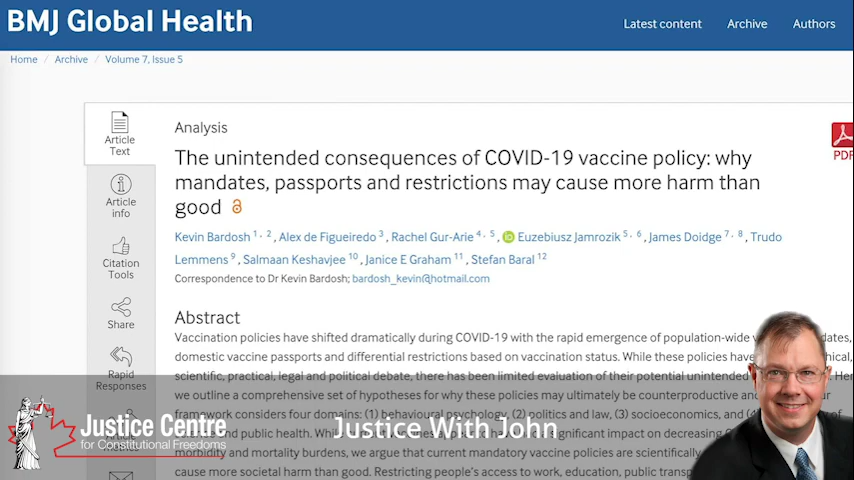 BMJ Global Health
Latest content Archive Authors
Home / Archive / Volume 7, Issue 5
Article
Text
Article
info
Citation
Tools
Share
Rapid
Responses
PDF
Analysis
The unintended consequences of COVID-19 vaccine policy: why
mandates, passports and restrictions may cause more harm than
good
Kevin Bardosh 1, 2, Alex de Figueiredo 3, Rachel Gur-Arie 4, 5, Euzebiusz Jamrozik 5, 6, James Doidge 7, 8, Trudo
Lemmens 9, Salmaan Keshavjee 10, Janice E Graham 11, Stefan Baral 12
Correspondence to Dr Kevin Bardosh; bardosh_kevin@hotmail.com
Abstract
Vaccination policies have shifted dramatically during COVID-19 with the rapid emergence of population-wide
domestic vaccine passports and differential restrictions based on vaccination status. While these policies have
scientific, practical, legal and political debate, there has been limited evaluation of their potential unintended
we outline a comprehensive set of hypotheses for why these policies may ultimately be counterproductive and
framework considers four domains: (1) behavioural psychology, (2) politics and law, (3) socioeconomics, and
and public health. significant impact on decreasing
morbidity and mortality burdens, we argue that current mandatory vaccine policies are scientifically
cause more societal harm than good. Restricting people's access to work, education, public
Justice Centre
for Constitutional Freedoms
Justice With John